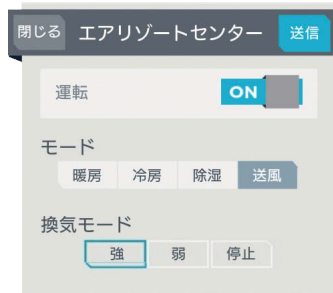 閉じる エアリゾートセンター 送信
運転 ON
モード
暖房 冷房 除湿 送風
換気モード
強 弱 停止